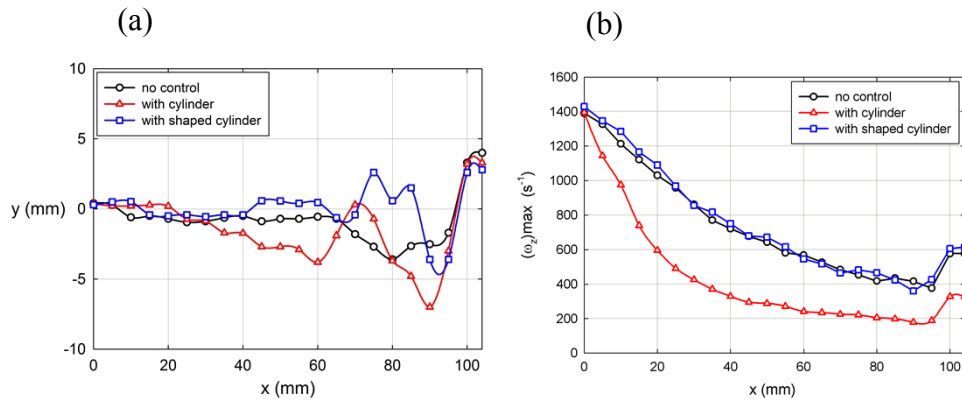 (a)
10
5
0
-5
-10
y (mm)
no control
with cylinder
with shaped cylinder
0 20 40 60 80 100
x (mm)
(b)
1600
1400
1200
1000
800
600
400
200
0
(ω_z)max (s⁻¹)
no control
with cylinder
with shaped cylinder
0 20 40 60 80 100
x (mm)